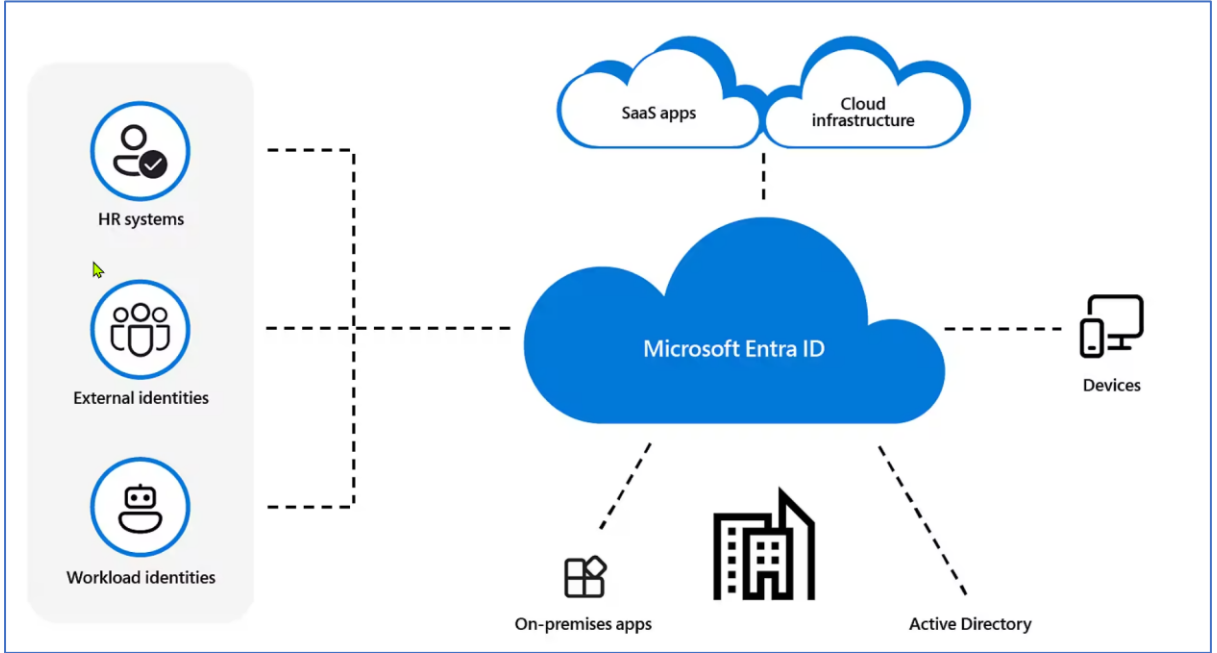 SaaS apps
Cloud
infrastructure
HR systems
Microsoft Entra ID
External identities
Devices
Workload identities
On-premises apps
Active Directory